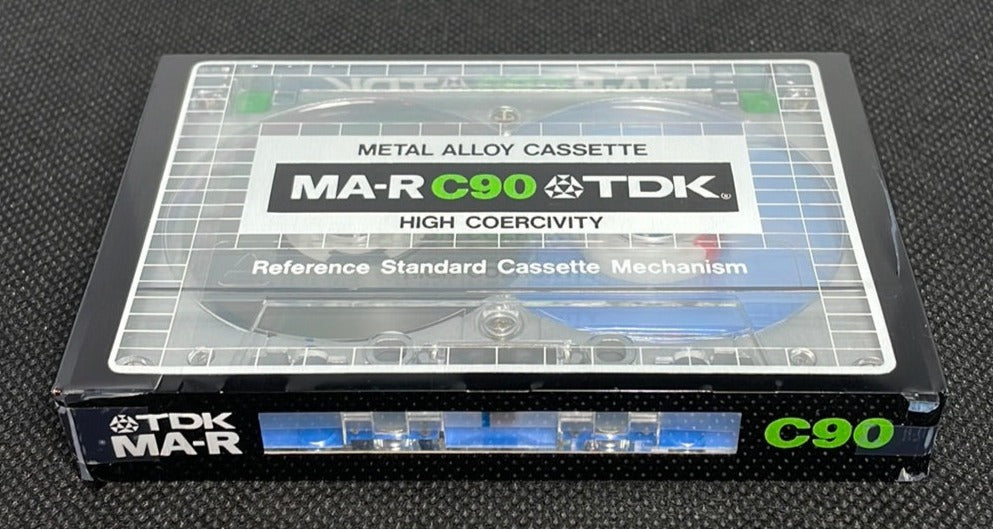 METAL ALLOY CASSETTE
MA-R C90 TDK®
HIGH COERCIVITY
Reference Standard Cassette Mechanism
TDK
MA-R
C90